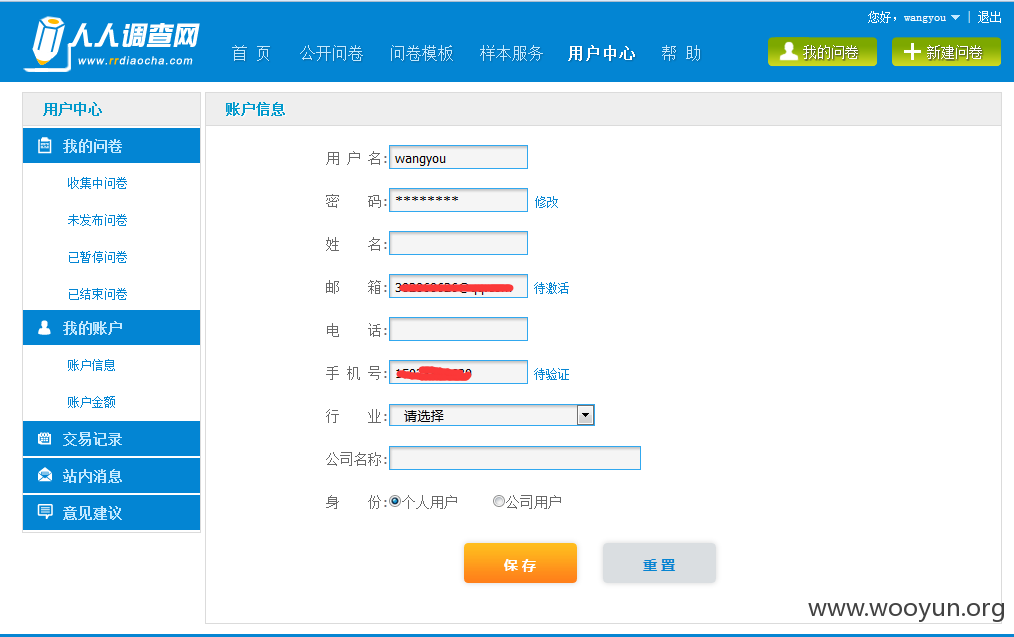 您好，wangyou | 退出
人人调查网
www.rrdiaocha.com
首 页 公开问卷 问卷模板 样本服务 用户中心 帮 助
我的问卷 新建问卷
用户中心
我的问卷
收集中问卷
未发布问卷
已暂停问卷
已结束问卷
我的账户
账户信息
账户金额
交易记录
站内消息
意见建议
账户信息
用 户 名: wangyou
密 码: ******** 修改
姓 名:
邮 箱: 待激活
电 话:
手 机 号: 待验证
行 业: 请选择
公司名称:
身 份: 个人用户 公司用户
保存 重置
www.wooyun.org